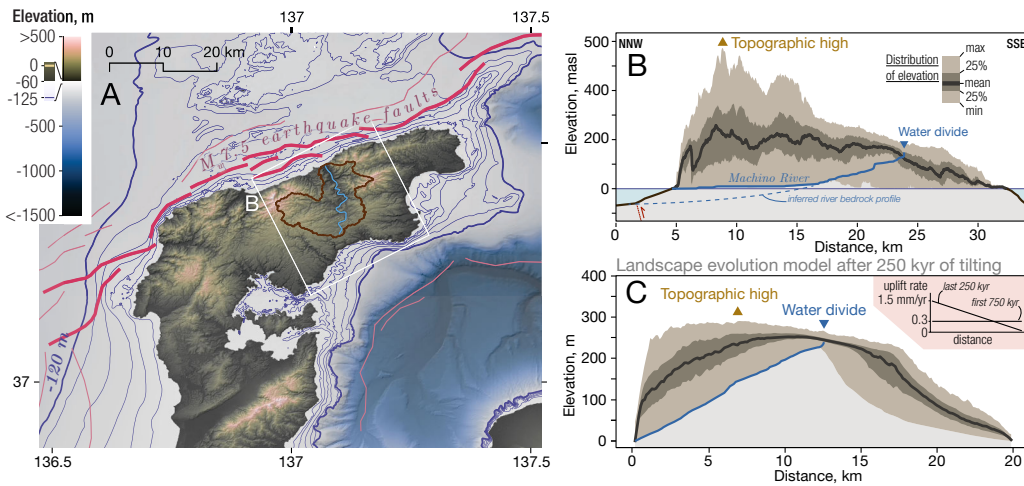 Elevation, m
>500
0
-60
-125
-500
-1000
<-1500
137
137.5
0 10 20 km
A
Mw7.5 earthquake faults
B
-120 m
37
136.5
137
137.5
500
400
200
0
Elevation, masl
NNW
SSE
B
Topographic high
Distribution
of elevation
max
25%
mean
25%
min
Water divide
Machino River
inferred river bedrock profile
0 5 10 15 20 25 30
Distance, km
Landscape evolution model after 250 kyr of tilting
400
300
200
100
0
Elevation, m
C
Topographic high
Water divide
uplift rate
1.5 mm/yr
0.3
0
last 250 kyr
first 750 kyr
distance
0 5 10 15 20 20
Distance, km